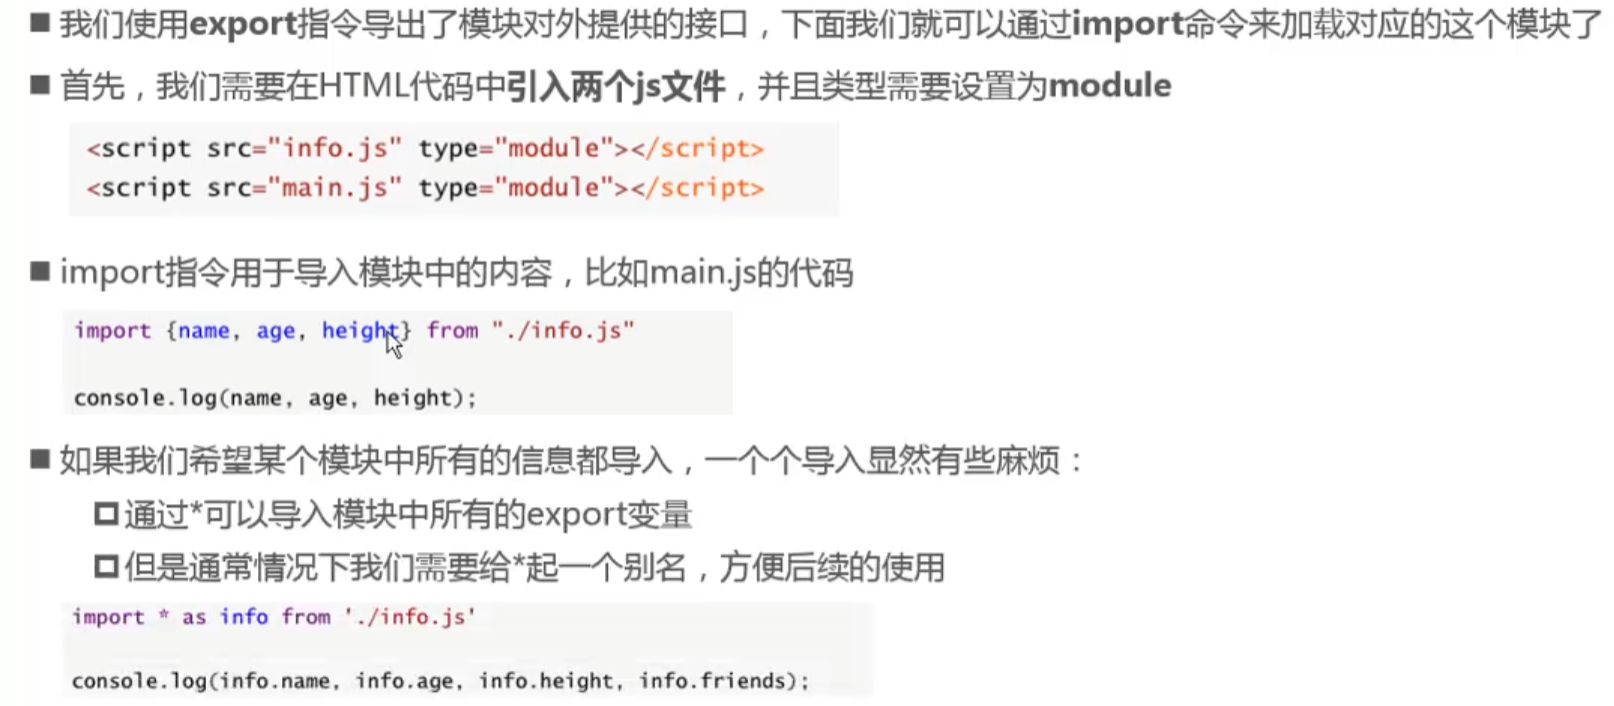 我们使用export指令导出了模块对外提供的接口，下面我们就可以通过import命令来加载对应的这个模块了
首先，我们需要在HTML代码中引入两个js文件，并且类型需要设置为module
<script src="info.js" type="module"></script>
<script src="main.js" type="module"></script>
import指令用于导入模块中的内容，比如main.js的代码
import {name, age, height} from "./info.js"
console.log(name, age, height);
如果我们希望某个模块中所有的信息都导入，一个个导入显然有些麻烦：
通过*可以导入模块中所有的export变量
但是通常情况下我们需要给*起一个别名，方便后续的使用
import * as info from './info.js'
console.log(info.name, info.age, info.height, info.friends);